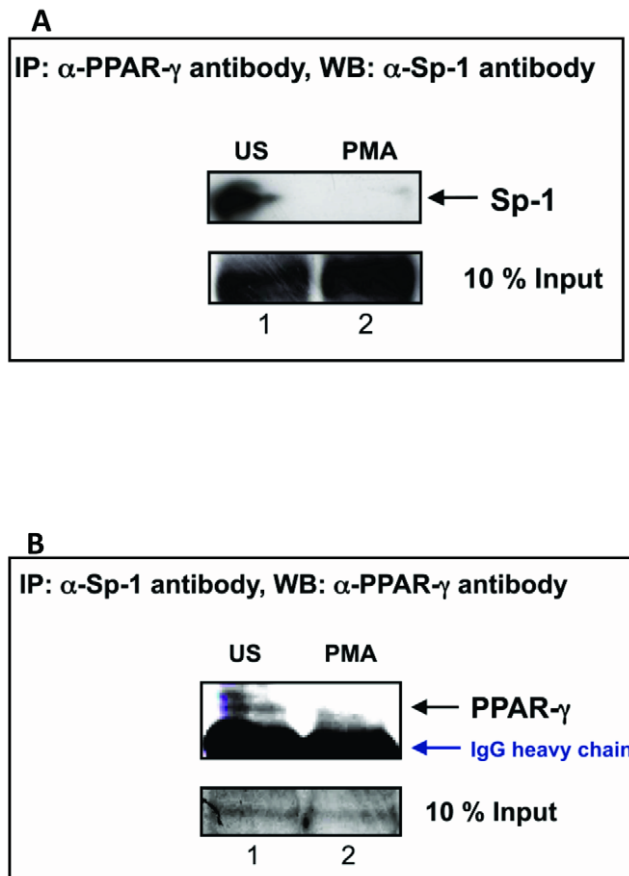 A
IP: α-PPAR-γ antibody, WB: α-Sp-1 antibody
US PMA
Sp-1
10 % Input
1 2
B
IP: α-Sp-1 antibody, WB: α-PPAR-γ antibody
US PMA
PPAR-γ
IgG heavy chain
10 % Input
1 2